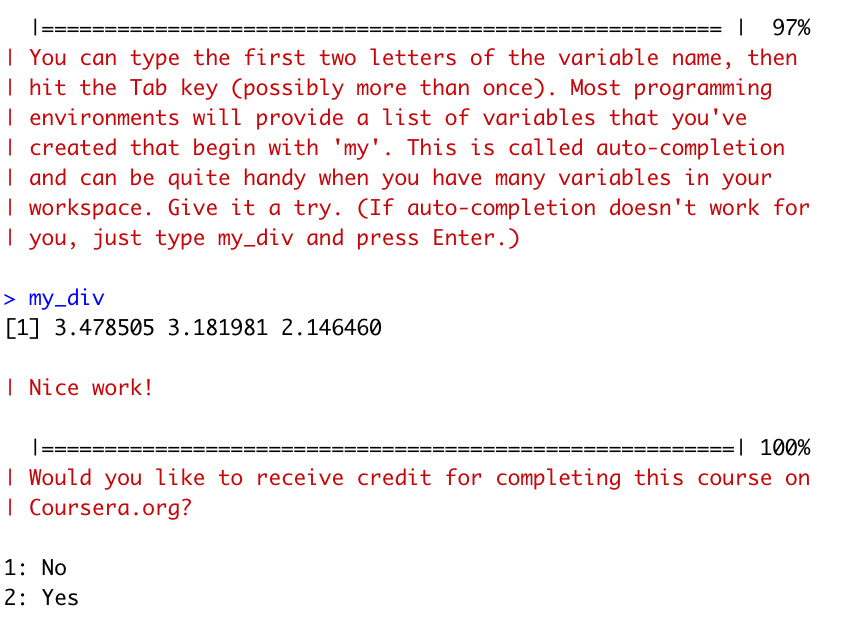 |====================================================== | 97%
| You can type the first two letters of the variable name, then
| hit the Tab key (possibly more than once). Most programming
| environments will provide a list of variables that you've
| created that begin with 'my'. This is called auto-completion
| and can be quite handy when you have many variables in your
| workspace. Give it a try. (If auto-completion doesn't work for
| you, just type my_div and press Enter.)
> my_div
[1] 3.478505 3.181981 2.146460
| Nice work!
|=======================================================| 100%
| Would you like to receive credit for completing this course on
| Coursera.org?
1: No
2: Yes